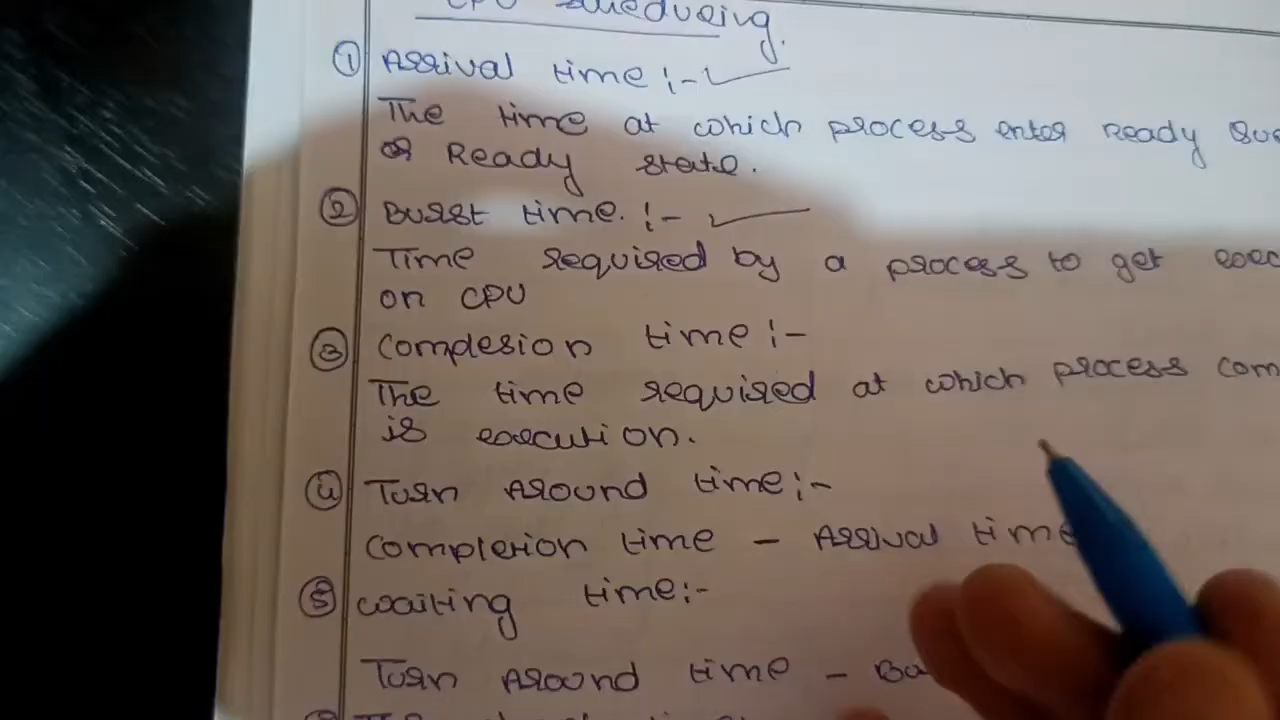 CPU Scheduling.
① Arrival time :-
The time at which process enter Ready
or Ready state.
② Burst time. :-
Time required by a process to get
on CPU
③ Complesion time :-
The time required at which process
is execution.
④ Turn Around time :-
Completion time - Arrival time
⑤ Waiting time :-
Turn Around time -